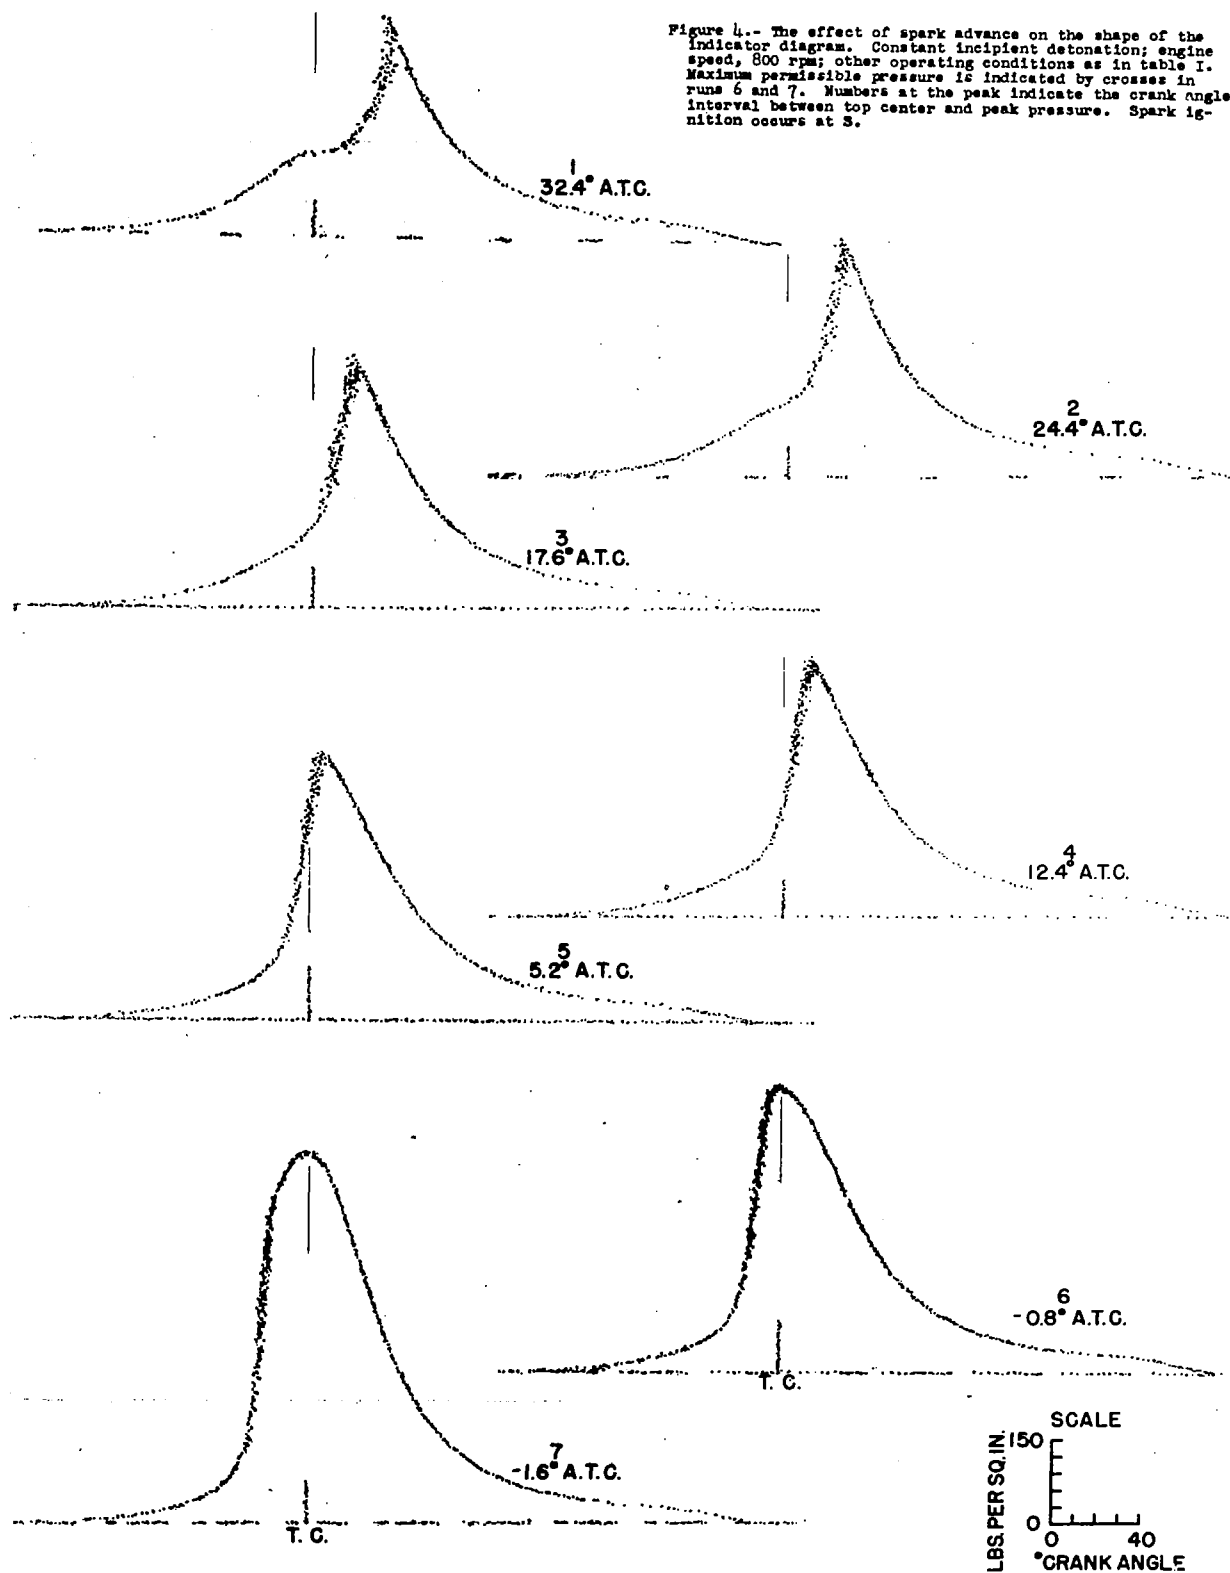 Figure 4.- The effect of spark advance on the shape of the
indicator diagram. Constant incipient detonation; engine
speed, 800 rpm; other operating conditions as in table I.
Maximum permissible pressure is indicated by crosses in
runs 6 and 7. Numbers at the peak indicate the crank angle
interval between top center and peak pressure. Spark ig-
nition occurs at S.
1
32.4° A.T.C.
2
24.4° A.T.C.
3
17.6° A.T.C.
4
12.4° A.T.C.
5
5.2° A.T.C.
6
-0.8° A.T.C.
T. C.
7
-1.6° A.T.C.
T. C.
SCALE
LBS. PER SQ. IN.
150
0
0 40
°CRANK ANGLE